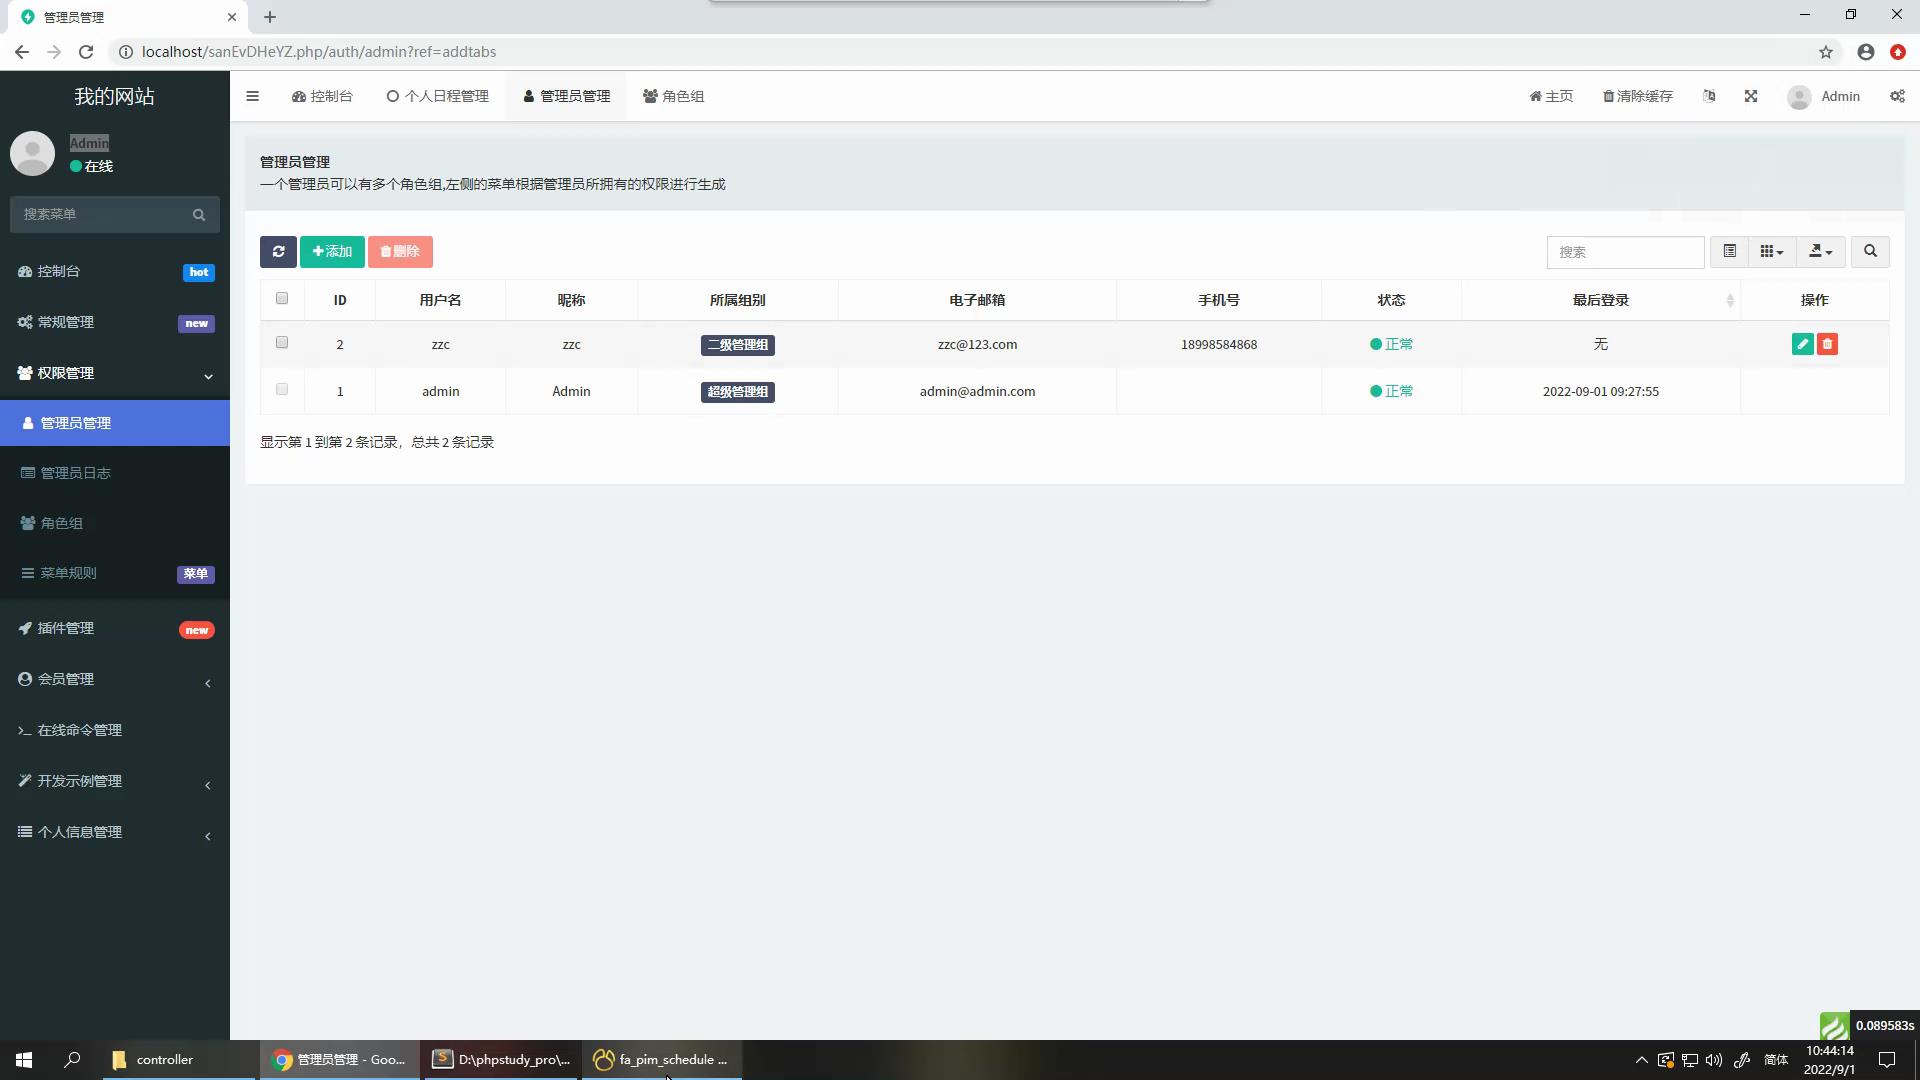 管理员管理
localhost/sanEvDHeYZ.php/auth/admin?ref=addtabs
我的网站
控制台
个人日程管理
管理员管理
角色组
主页
清除缓存
Admin
Admin
在线
搜索菜单
控制台 hot
常规管理 new
权限管理
管理员管理
管理员日志
角色组
菜单规则 菜单
插件管理 new
会员管理
在线命令管理
开发示例管理
个人信息管理
管理员管理
一个管理员可以有多个角色组,左侧的菜单根据管理员所拥有的权限进行生成
添加 删除 搜索
ID 用户名 昵称 所属组别 电子邮箱 手机号 状态 最后登录 操作
2 zzc zzc 二级管理组 zzc@123.com 18998584868 正常 无
1 admin Admin 超级管理组 admin@admin.com 正常 2022-09-01 09:27:55
显示第 1 到第 2 条记录，总共 2 条记录
0.089583s
controller
管理员管理 - Goo...
D:\phpstudy_pro\...
fa_pim_schedule ...
简体
10:44:14
2022/9/1